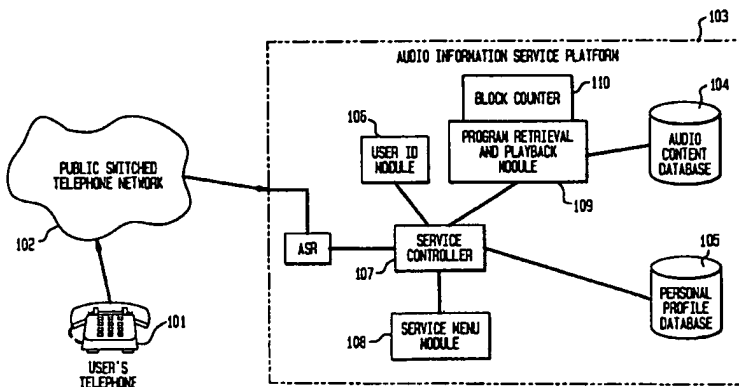 103
AUDIO INFORMATION SERVICE PLATFORM
110
BLOCK COUNTER
104
106
USER ID
MODULE
PROGRAM RETRIEVAL
AND PLAYBACK
MODULE
AUDIO
CONTENT
DATABASE
PUBLIC SWITCHED
TELEPHONE NETWORK
109
102
ASR
SERVICE
CONTROLLER
107
105
PERSONAL
PROFILE
DATABASE
101
SERVICE MENU
MODULE
108
USER'S
TELEPHONE